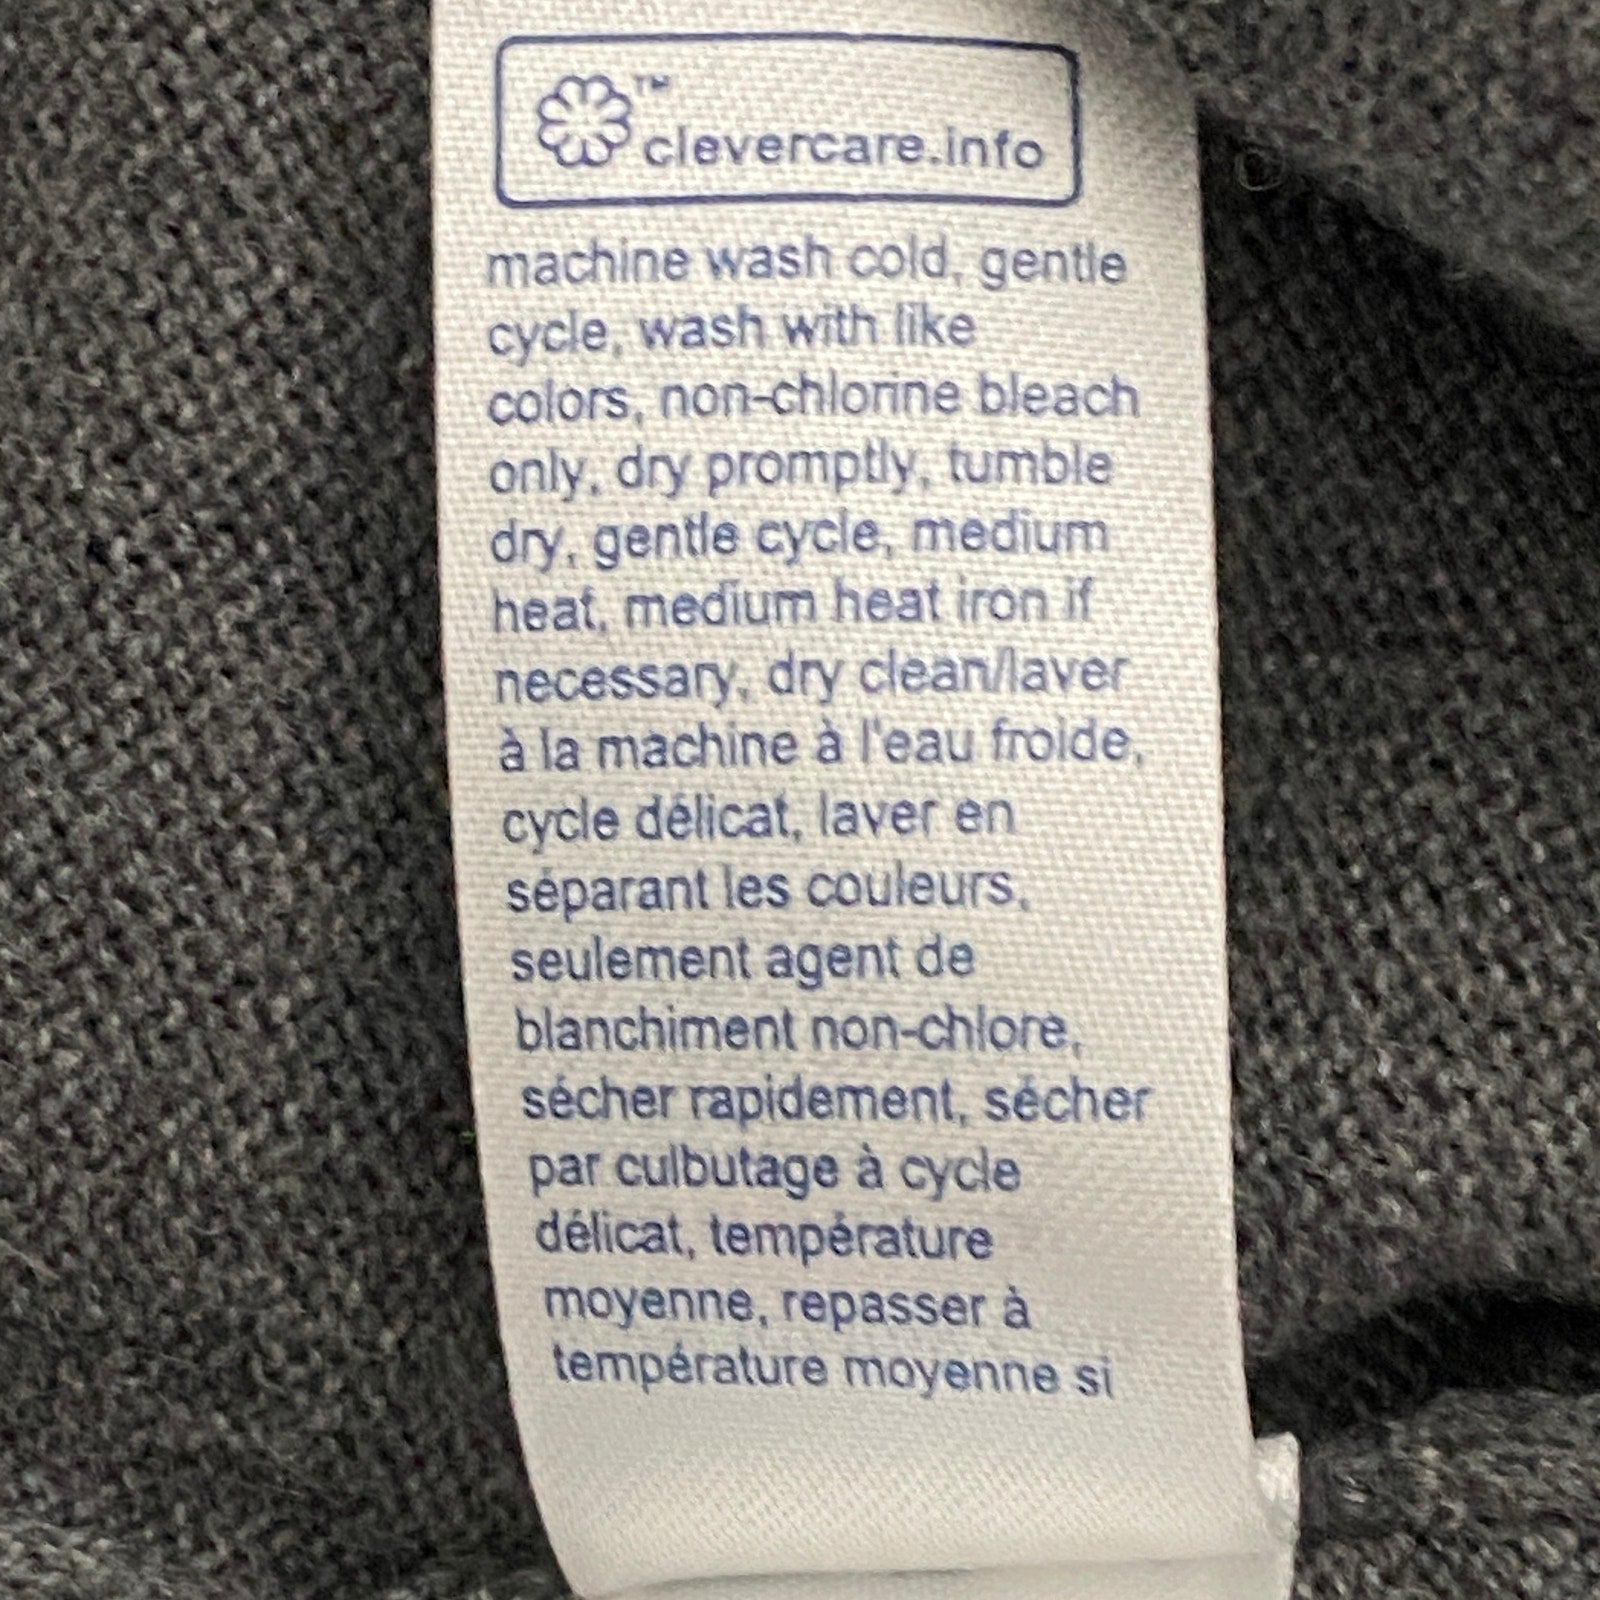 ™
clevercare.info
machine wash cold, gentle
cycle, wash with like
colors, non-chlorine bleach
only, dry promptly, tumble
dry, gentle cycle, medium
heat, medium heat iron if
necessary, dry clean/laver
à la machine à l'eau froide,
cycle délicat, laver en
séparant les couleurs,
seulement agent de
blanchiment non-chlore,
sécher rapidement, sécher
par culbutage à cycle
délicat, température
moyenne, repasser à
température moyenne si